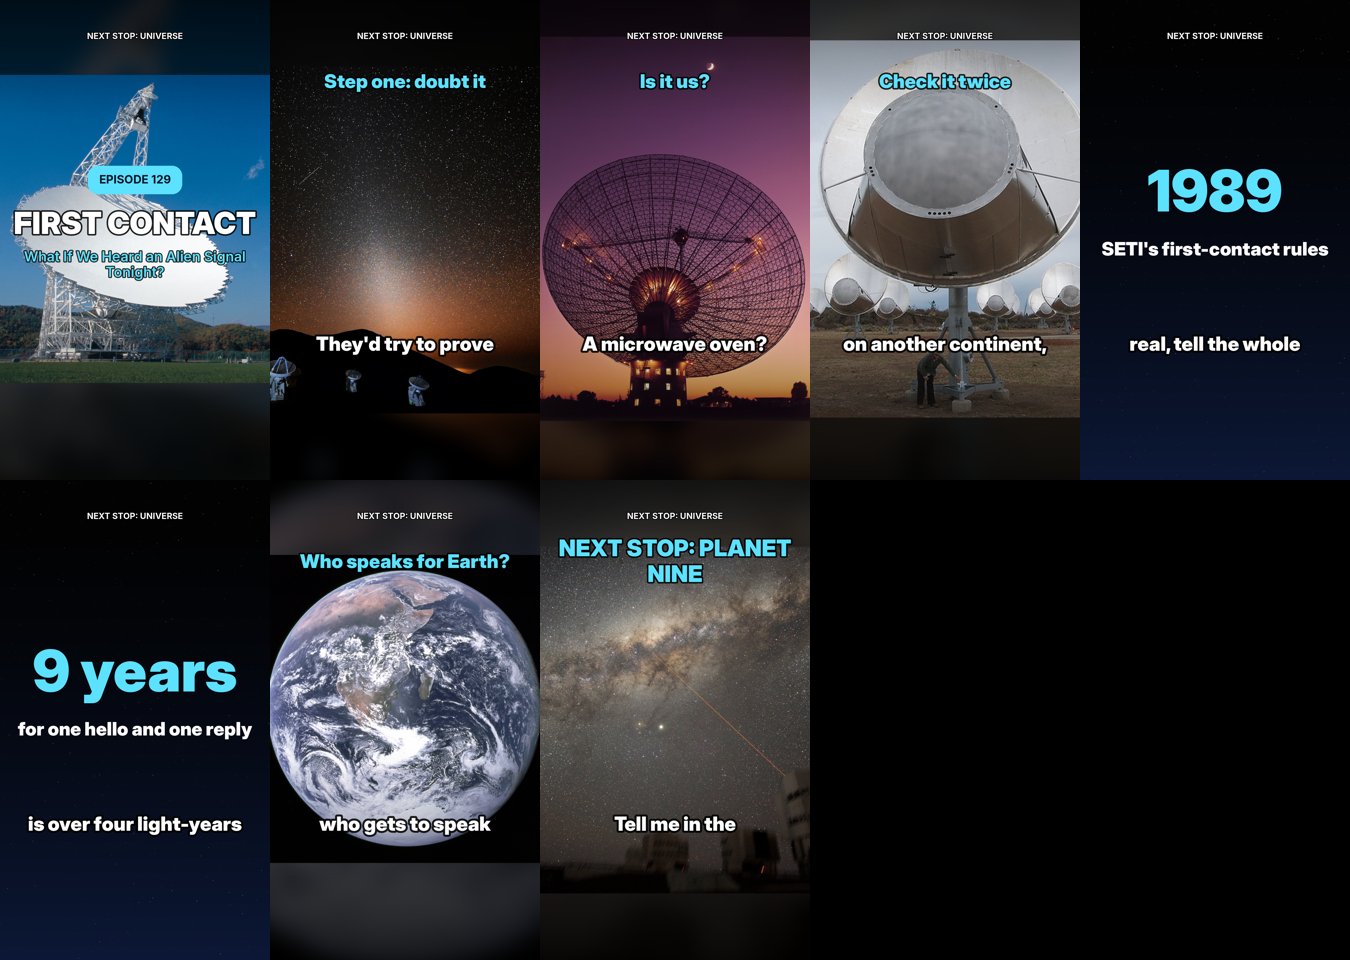 NEXT STOP: UNIVERSE
EPISODE 129
FIRST CONTACT
What If We Heard an Alien Signal
Tonight?
NEXT STOP: UNIVERSE
Step one: doubt it
They'd try to prove
NEXT STOP: UNIVERSE
Is it us?
A microwave oven?
NEXT STOP: UNIVERSE
Check it twice
on another continent,
NEXT STOP: UNIVERSE
1989
SETI's first-contact rules
real, tell the whole
NEXT STOP: UNIVERSE
9 years
for one hello and one reply
is over four light-years
NEXT STOP: UNIVERSE
Who speaks for Earth?
who gets to speak
NEXT STOP: UNIVERSE
NEXT STOP: PLANET
NINE
Tell me in the